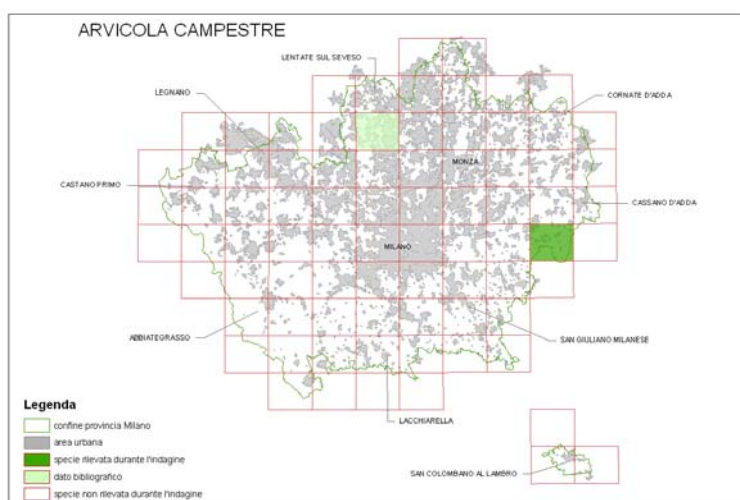 ARVICOLA CAMPESTRE
LENTATE SUL SEVESO
LEGNANO
CORNATE D'ADDA
MONZA
CASTANO PRIMO
CASSANO D'ADDA
MILANO
ABBIATEGRASSO
SAN GIULIANO MILANESE
LACCHIARELLA
SAN COLOMBANO AL LAMBRO
Legenda
confine provincia Milano
area urbana
specie rilevata durante l'indagine
dato bibliografico
specie non rilevata durante l'indagine